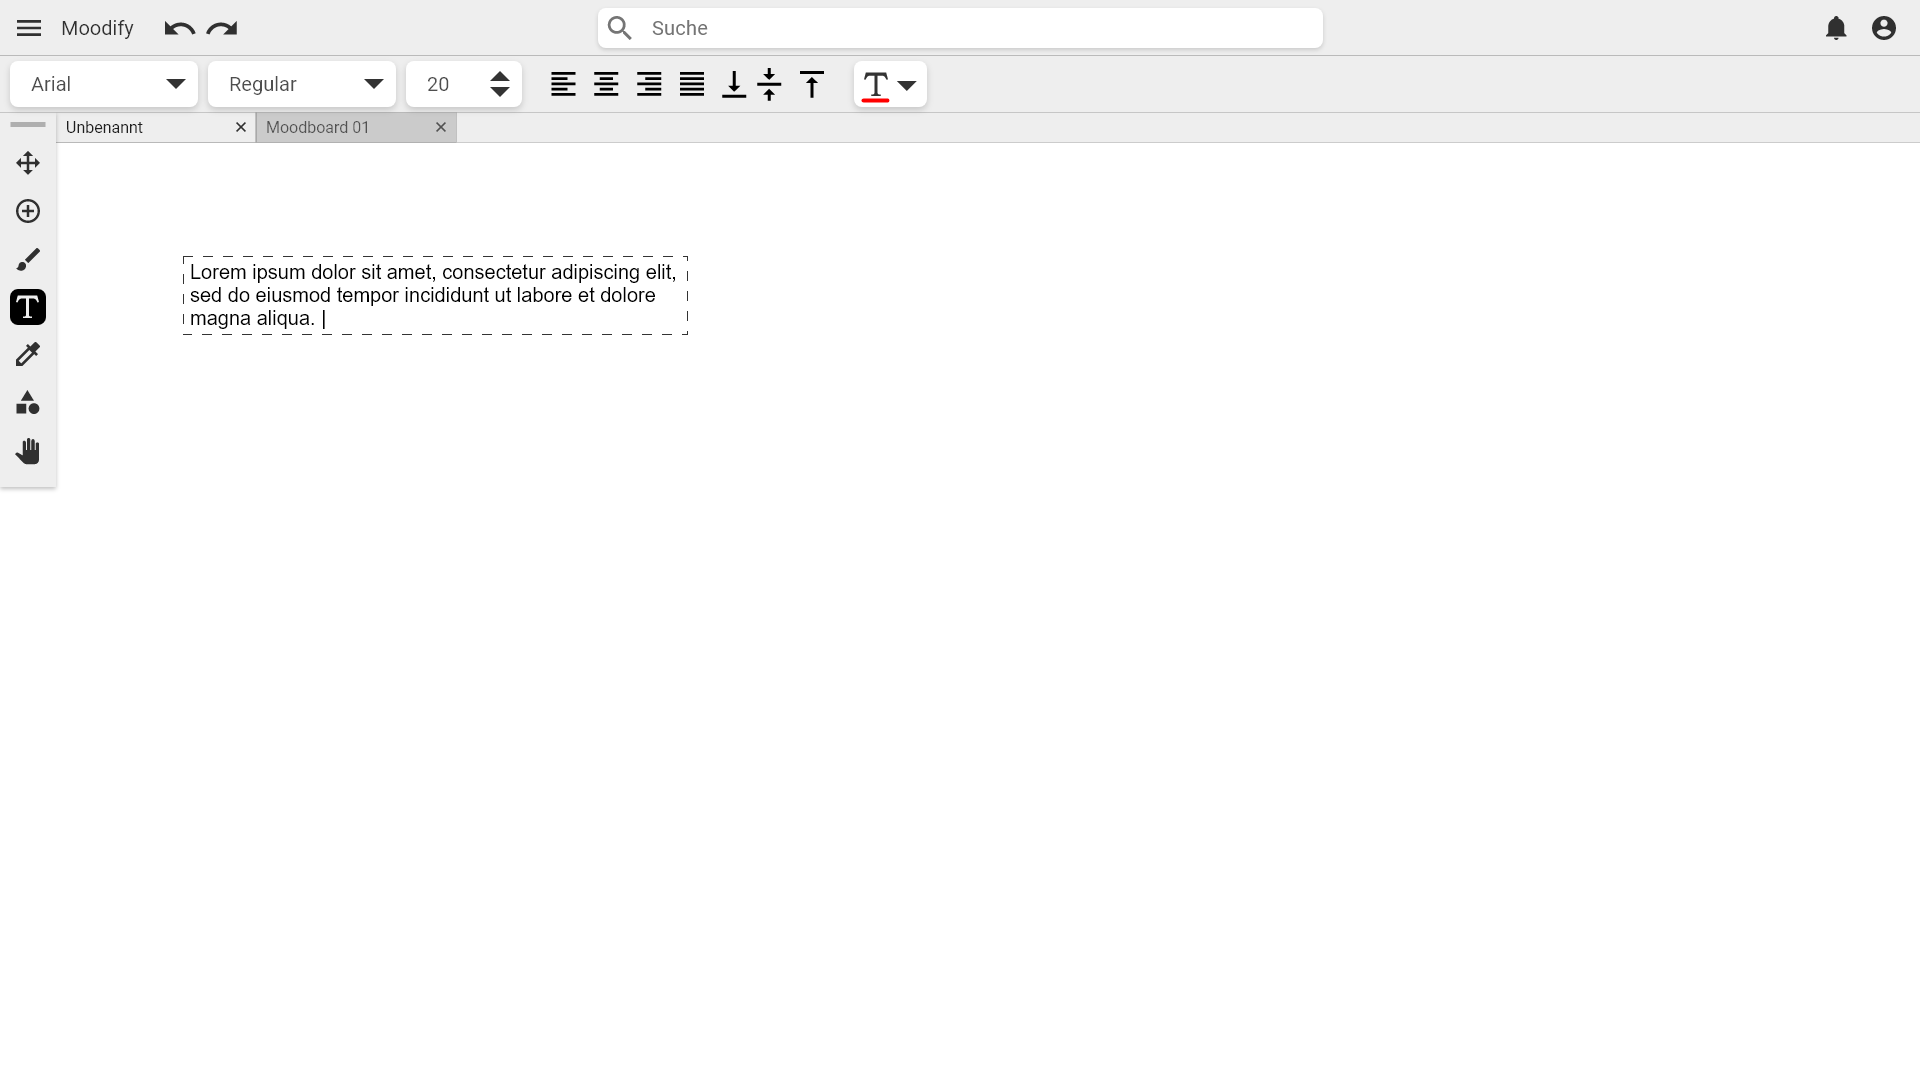 Moodify
Suche
Arial
Regular
20
T
Unbenannt
Moodboard 01
T
Lorem ipsum dolor sit amet, consectetur adipiscing elit,
sed do eiusmod tempor incididunt ut labore et dolore
magna aliqua.